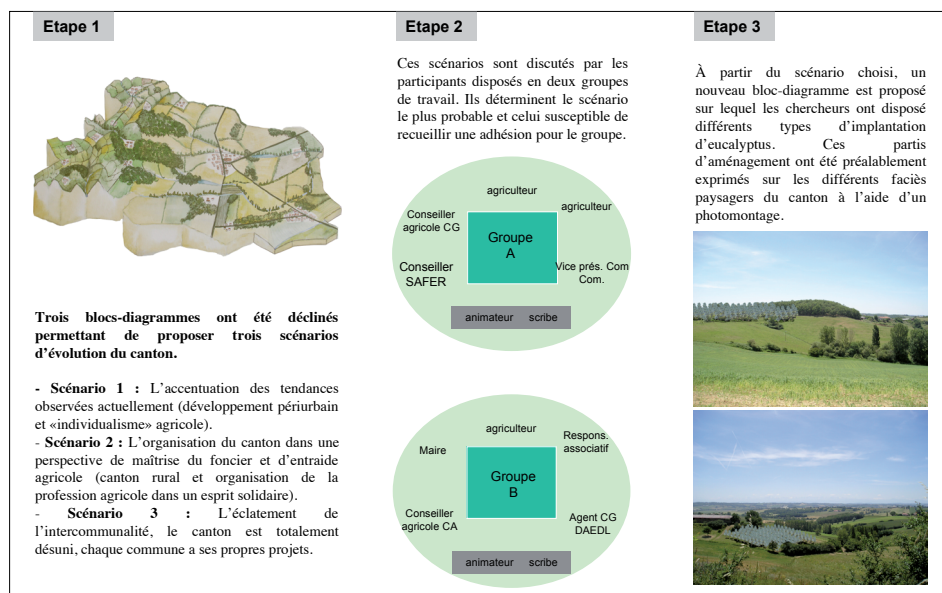 Etape 1
Trois blocs-diagrammes ont été déclinés
permettant de proposer trois scénarios
d'évolution du canton.
- Scénario 1 : L'accentuation des tendances
observées actuellement (développement périurbain
et «individualisme» agricole).
- Scénario 2 : L'organisation du canton dans une
perspective de maîtrise du foncier et d'entraide
agricole (canton rural et organisation de la
profession agricole dans un esprit solidaire).
- Scénario 3 : L'éclatement de
l'intercommunalité, le canton est totalement
désuni, chaque commune a ses propres projets.
Etape 2
Ces scénarios sont discutés par les
participants disposés en deux groupes
de travail. Ils déterminent le scénario
le plus probable et celui susceptible de
recueillir une adhésion pour le groupe.
agriculteur
agriculteur
Conseiller
agricole CG
Groupe
A
Conseiller
SAFER
Vice prés. Com
Com.
animateur scribe
agriculteur
Maire
Respons.
associatif
Groupe
B
Conseiller
agricole CA
Agent CG
DAEDL
animateur scribe
Etape 3
À partir du scénario choisi, un
nouveau bloc-diagramme est proposé
sur lequel les chercheurs ont disposé
différents types d'implantation
d'eucalyptus. Ces partis
d'aménagement ont été préalablement
exprimés sur les différents faciès
paysagers du canton à l'aide d'un
photomontage.